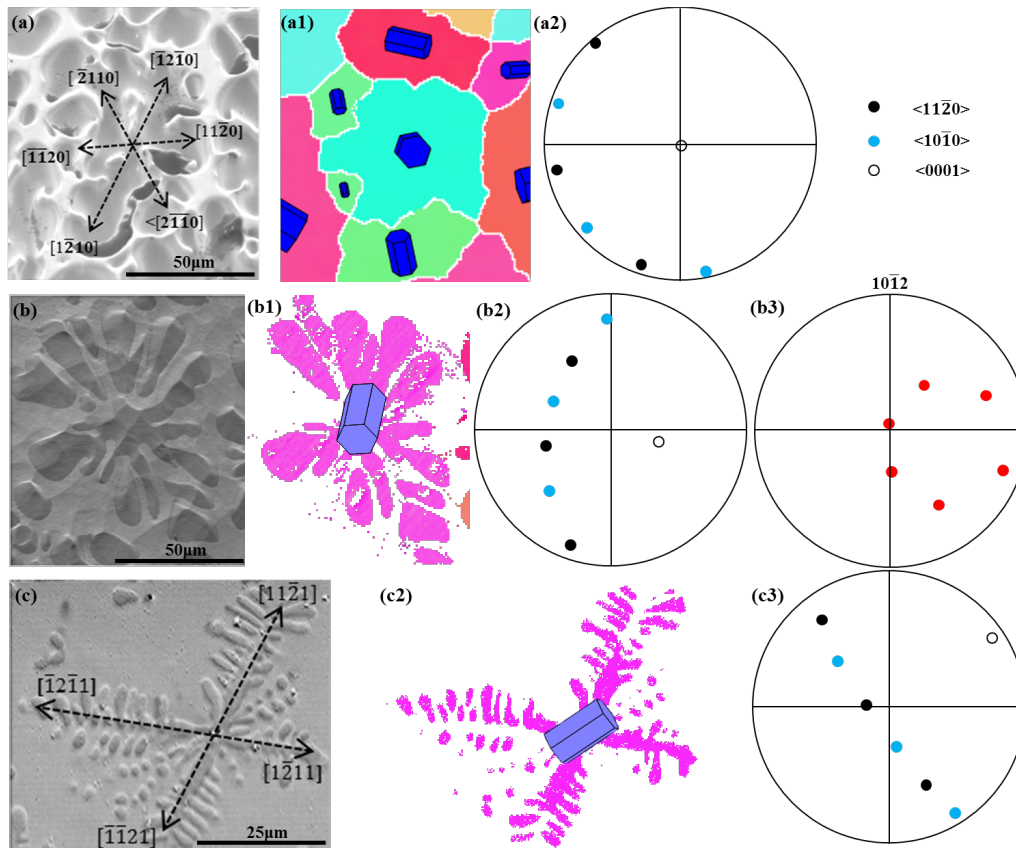 (a)
[2̄110]
[1̄21̄0]
[112̄0]
[1̄1̄20]
<[21̄1̄0]
[12̄10]
50μm
(a1)
(a2)
<112̄0>
<101̄0>
<0001>
(b)
50μm
(b1)
(b2)
(b3)
101̄2
(c)
[112̄1]
[1̄21̄1]
[12̄11]
[1̄1̄21]
25μm
(c2)
(c3)